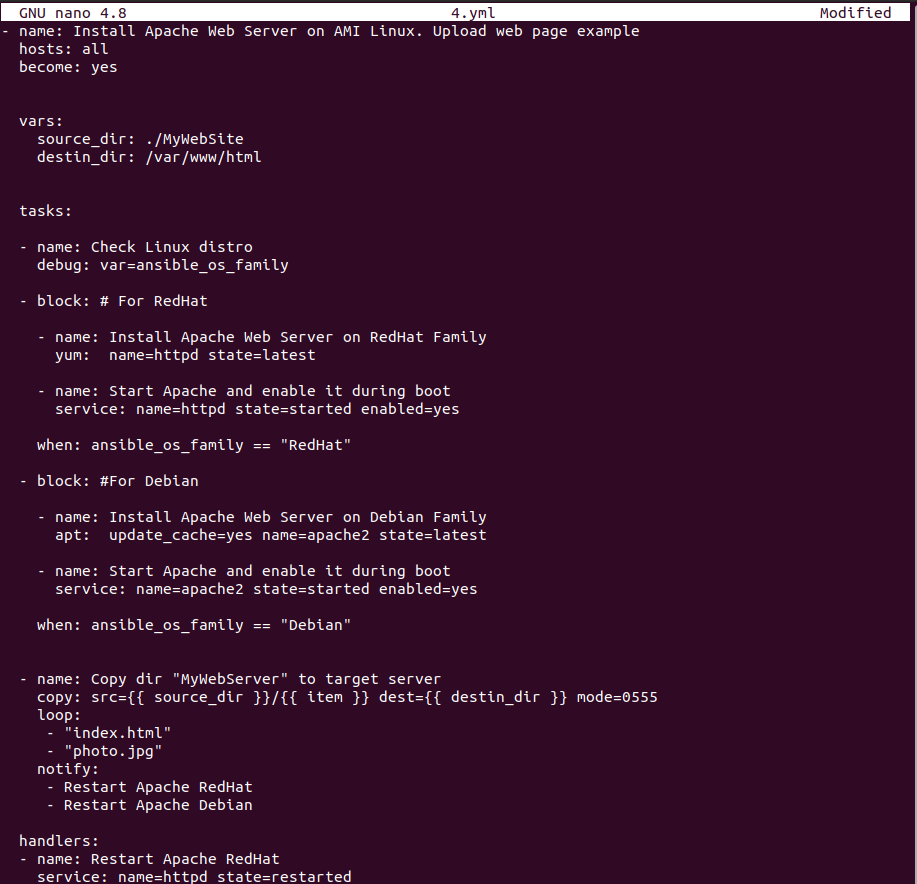 GNU nano 4.8 4.yml Modified
- name: Install Apache Web Server on AMI Linux. Upload web page example
  hosts: all
  become: yes
  vars:
    source_dir: ./MyWebSite
    destin_dir: /var/www/html
  tasks:
  - name: Check Linux distro
    debug: var=ansible_os_family
  - block: # For RedHat
    - name: Install Apache Web Server on RedHat Family
      yum:  name=httpd state=latest
    - name: Start Apache and enable it during boot
      service: name=httpd state=started enabled=yes
    when: ansible_os_family == "RedHat"
  - block: #For Debian
    - name: Install Apache Web Server on Debian Family
      apt:  update_cache=yes name=apache2 state=latest
    - name: Start Apache and enable it during boot
      service: name=apache2 state=started enabled=yes
    when: ansible_os_family == "Debian"
  - name: Copy dir "MyWebServer" to target server
    copy: src={{ source_dir }}/{{ item }} dest={{ destin_dir }} mode=0555
    loop:
     - "index.html"
     - "photo.jpg"
    notify:
     - Restart Apache RedHat
     - Restart Apache Debian
  handlers:
  - name: Restart Apache RedHat
    service: name=httpd state=restarted